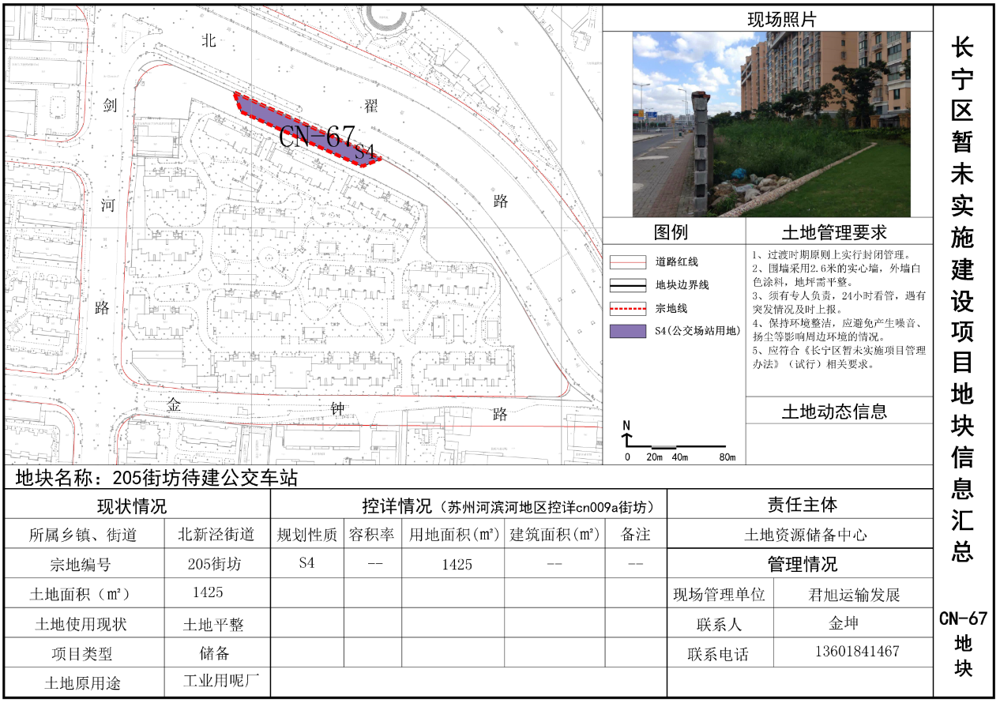 北
翟
路
剑
河
路
金
钟
路
CN-67
S4
现场照片
图例
道路红线
地块边界线
宗地线
S4(公交场站用地)
N
0 20m 40m 80m
土地管理要求
1、过渡时期原则上实行封闭管理。
2、围墙采用2.6米的实心墙，外墙白
色涂料，地坪需平整。
3、须有专人负责，24小时看管，遇有
突发情况及时上报。
4、保持环境整洁，应避免产生噪音、
扬尘等影响周边环境的情况。
5、应符合《长宁区暂未实施项目管理
办法》（试行）相关要求。
土地动态信息
地块名称：205街坊待建公交车站
现状情况
所属乡镇、街道 北新泾街道
宗地编号 205街坊
土地面积（㎡） 1425
土地使用现状 土地平整
项目类型 储备
土地原用途 工业用呢厂
控详情况（苏州河滨河地区控详cn009a街坊）
规划性质 容积率 用地面积(㎡) 建筑面积(㎡) 备注
S4 -- 1425 -- --
责任主体
土地资源储备中心
管理情况
现场管理单位 君旭运输发展
联系人 金坤
联系电话 13601841467
长宁区暂未实施建设项目地块信息汇总
CN-67
地
块